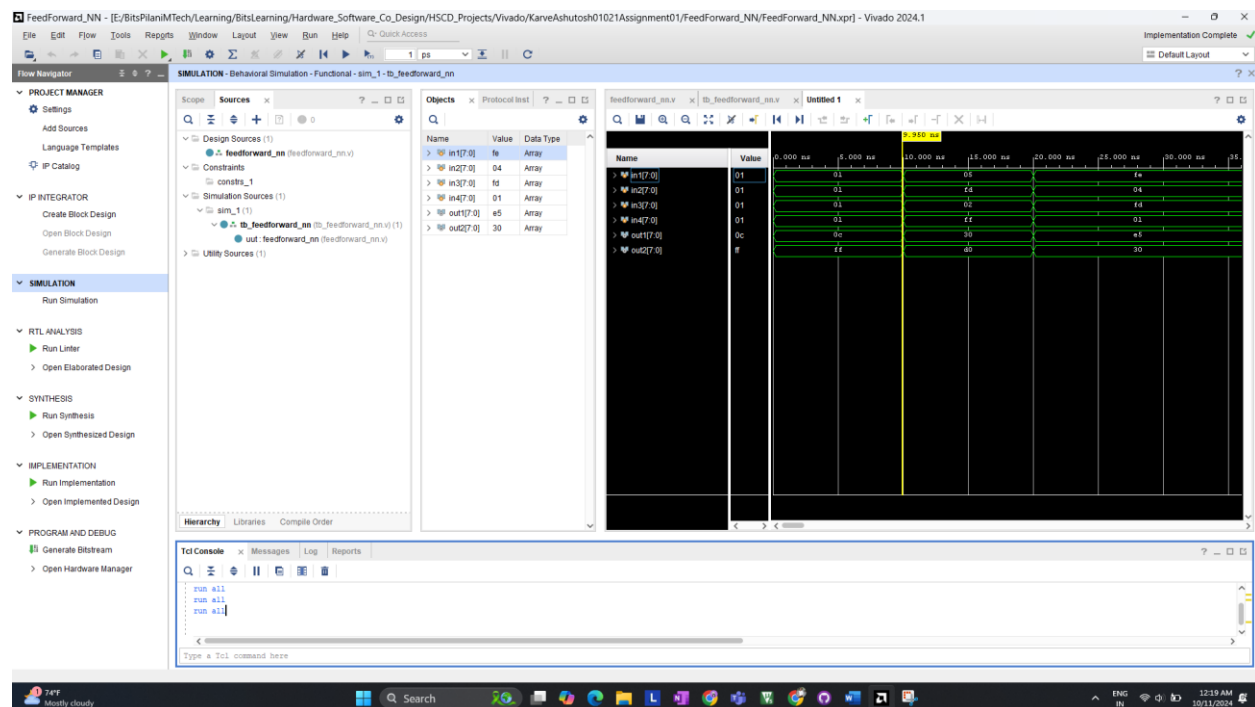 FeedForward_NN - [E:/BitsPilaniMTech/Learning/BitsLearning/Hardware_Software_Co_Design/HSCD_Projects/Vivado/KarveAshutosh01021Assignment01/FeedForward_NN/FeedForward_NN.xpr] - Vivado 2024.1
File Edit Flow Tools Reports Window Layout View Run Help Q- Quick Access Implementation Complete
1 ps Default Layout
Flow Navigator SIMULATION - Behavioral Simulation - Functional - sim_1 - tb_feedforward_nn
PROJECT MANAGER
Settings
Add Sources
Language Templates
IP Catalog
IP INTEGRATOR
Create Block Design
Open Block Design
Generate Block Design
SIMULATION
Run Simulation
RTL ANALYSIS
Run Linter
Open Elaborated Design
SYNTHESIS
Run Synthesis
Open Synthesized Design
IMPLEMENTATION
Run Implementation
Open Implemented Design
PROGRAM AND DEBUG
Generate Bitstream
Open Hardware Manager
Scope Sources
0
Design Sources (1)
feedforward_nn (feedforward_nn.v)
Constraints
constrs_1
Simulation Sources (1)
sim_1 (1)
tb_feedforward_nn (tb_feedforward_nn.v) (1)
uut : feedforward_nn (feedforward_nn.v)
Utility Sources (1)
Hierarchy Libraries Compile Order
Objects Protocol Inst
Name Value Data Type
in1[7:0] fe Array
in2[7:0] 04 Array
in3[7:0] fd Array
in4[7:0] 01 Array
out1[7:0] e5 Array
out2[7:0] 30 Array
feedforward_nn.v tb_feedforward_nn.v Untitled 1
9.950 ns
Name Value 0.000 ns 5.000 ns 10.000 ns 15.000 ns 20.000 ns 25.000 ns 30.000 ns 35.
in1[7:0] 01 01 05 fe
in2[7:0] 01 01 fd 04
in3[7:0] 01 01 02 fd
in4[7:0] 01 01 ff 01
out1[7:0] 0c 0c 30 e5
out2[7:0] ff ff d0 30
Tcl Console Messages Log Reports
run all
run all
run all
Type a Tcl command here
74°F
Mostly cloudy
Search
ENG
IN
12:19 AM
10/11/2024